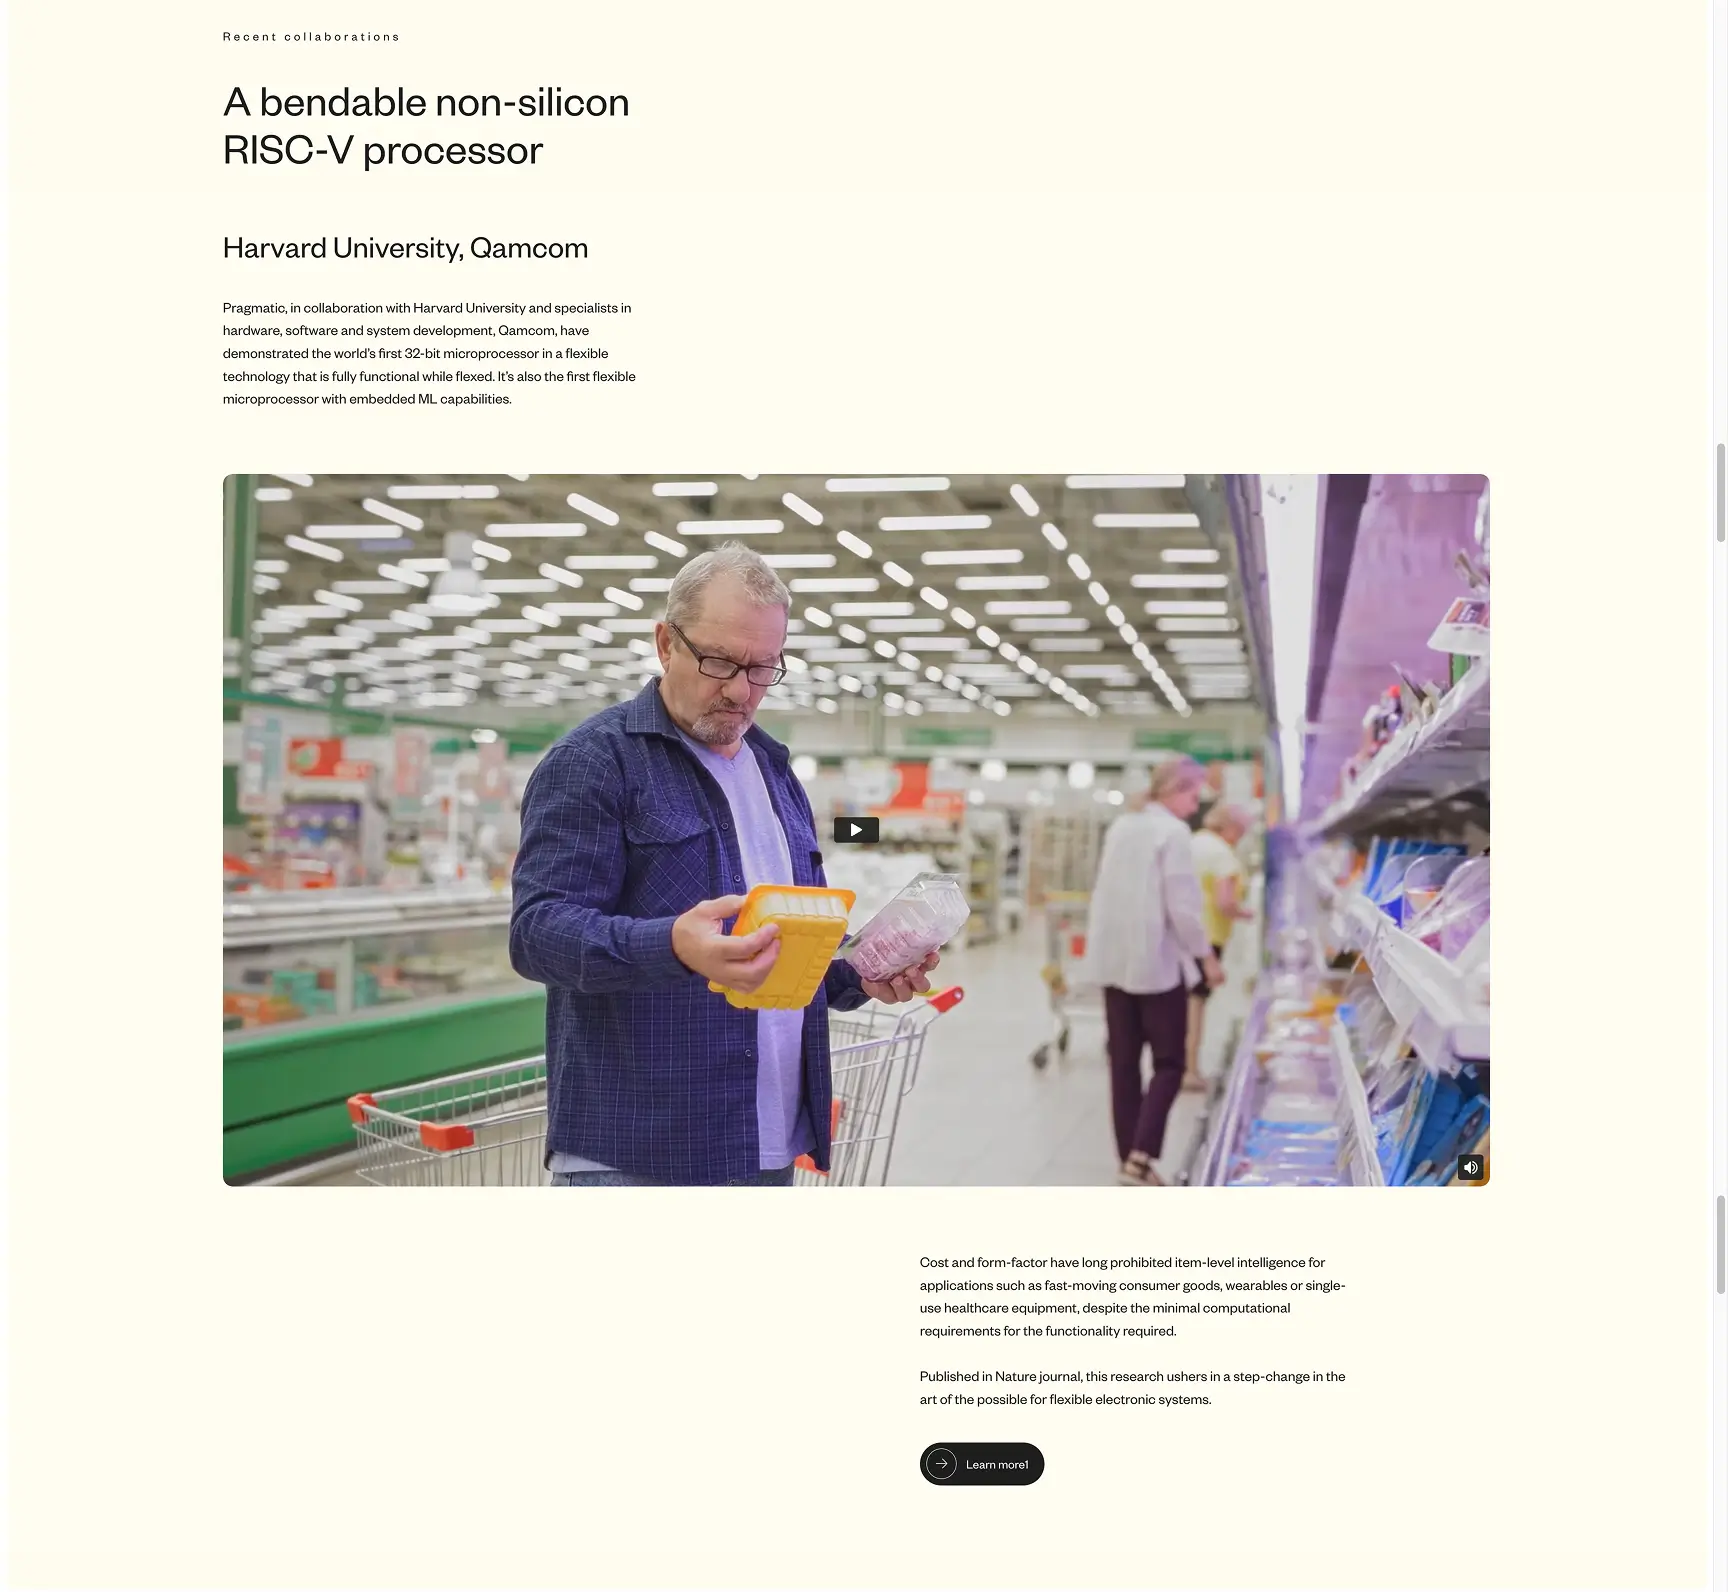 Recent collaborations
A bendable non-silicon
RISC-V processor
Harvard University, Qamcom
Pragmatic, in collaboration with Harvard University and specialists in
hardware, software and system development, Qamcom, have
demonstrated the world's first 32-bit microprocessor in a flexible
technology that is fully functional while flexed. It's also the first flexible
microprocessor with embedded ML capabilities.
Cost and form-factor have long prohibited item-level intelligence for
applications such as fast-moving consumer goods, wearables or single-
use healthcare equipment, despite the minimal computational
requirements for the functionality required.
Published in Nature journal, this research ushers in a step-change in the
art of the possible for flexible electronic systems.
Learn more1